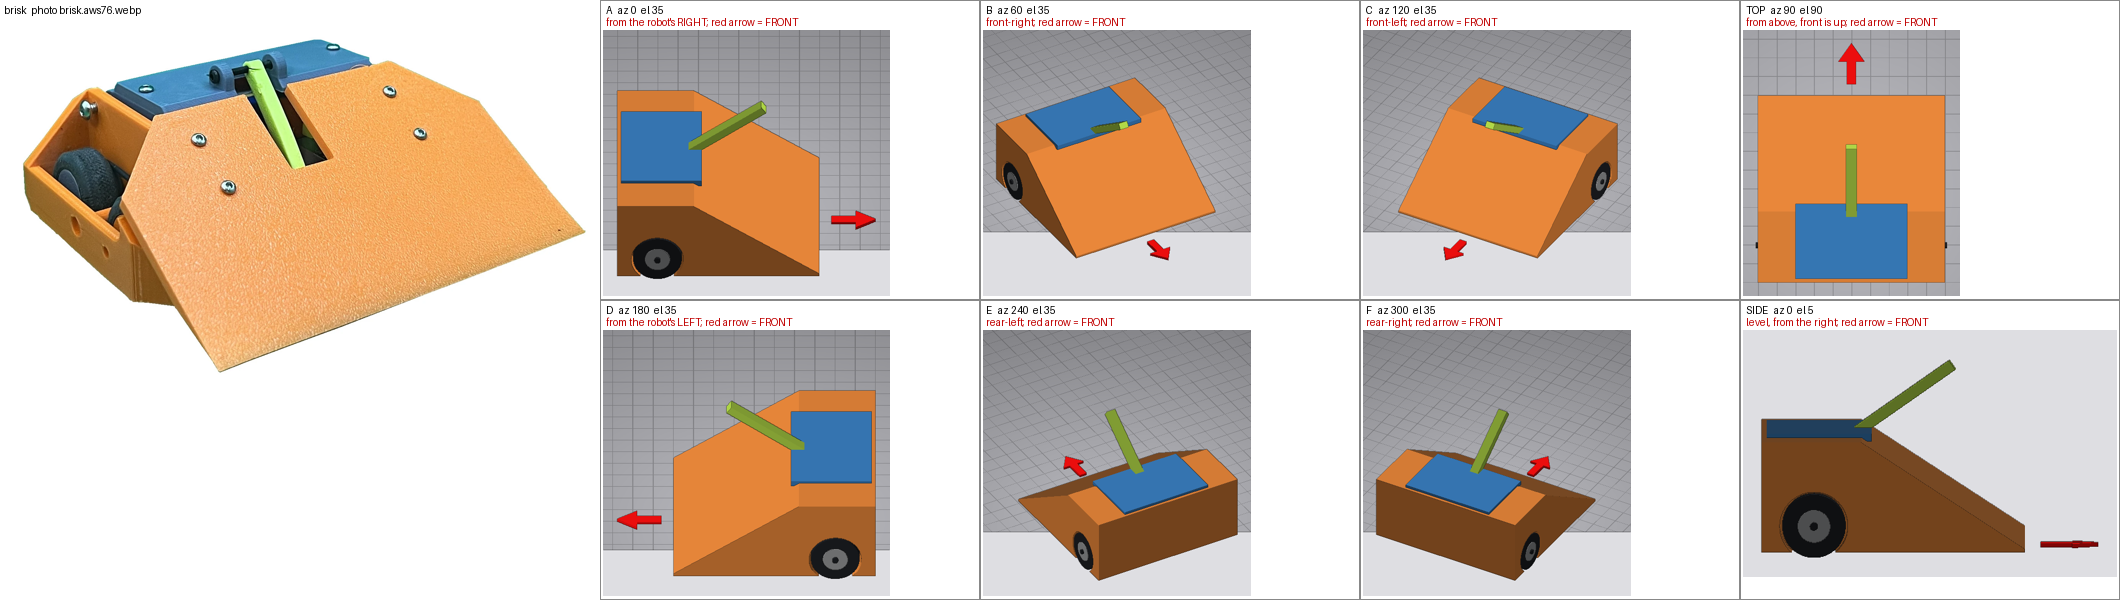 brisk photo brisk.aws76.webp
A az 0 el 35
from the robot's RIGHT; red arrow = FRONT
B az 60 el 35
front-right; red arrow = FRONT
C az 120 el 35
front-left; red arrow = FRONT
TOP az 90 el 90
from above, front is up; red arrow = FRONT
D az 180 el 35
from the robot's LEFT; red arrow = FRONT
E az 240 el 35
rear-left; red arrow = FRONT
F az 300 el 35
rear-right; red arrow = FRONT
SIDE az 0 el 5
level, from the right; red arrow = FRONT